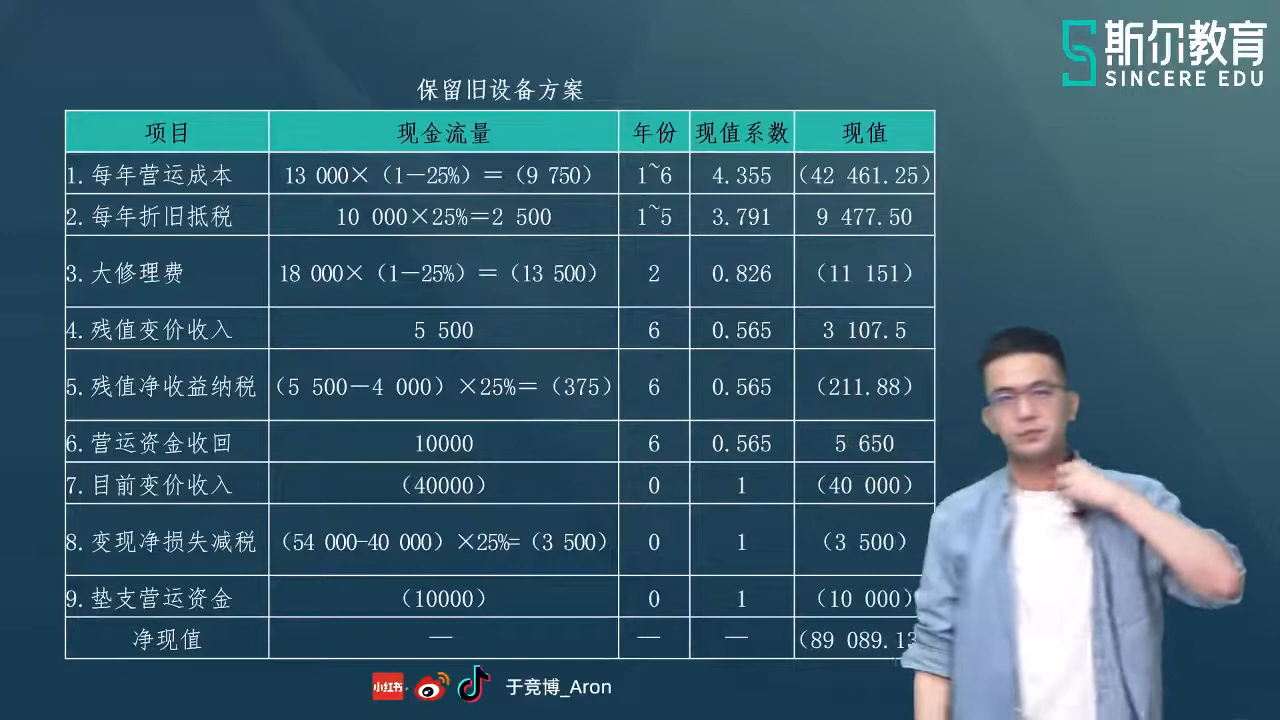 斯尔教育
SINCERE EDU
保留旧设备方案
项目 现金流量 年份 现值系数 现值
1.每年营运成本 13 000×（1－25%）＝（9 750） 1~6 4.355 （42 461.25）
2.每年折旧抵税 10 000×25%＝2 500 1~5 3.791 9 477.50
3.大修理费 18 000×（1－25%）＝（13 500） 2 0.826 （11 151）
4.残值变价收入 5 500 6 0.565 3 107.5
5.残值净收益纳税 （5 500－4 000）×25%＝（375） 6 0.565 （211.88）
6.营运资金收回 10000 6 0.565 5 650
7.目前变价收入 （40000） 0 1 （40 000）
8.变现净损失减税 （54 000-40 000）×25%=（3 500） 0 1 （3 500）
9.垫支营运资金 （10000） 0 1 （10 000）
净现值 — — — （89 089.13
小红书 于竞博_Aron